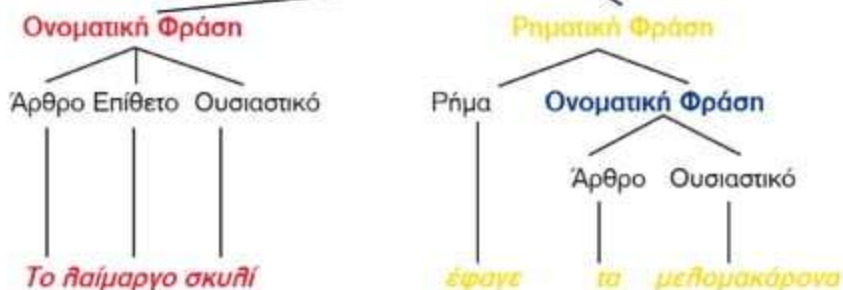 Ονοματική Φράση Ρηματική Φράση
Άρθρο Επίθετο Ουσιαστικό Ρήμα Ονοματική Φράση
Άρθρο Ουσιαστικό
Το λαίμαργο σκυλί έφαγε τα μελομακάρονα